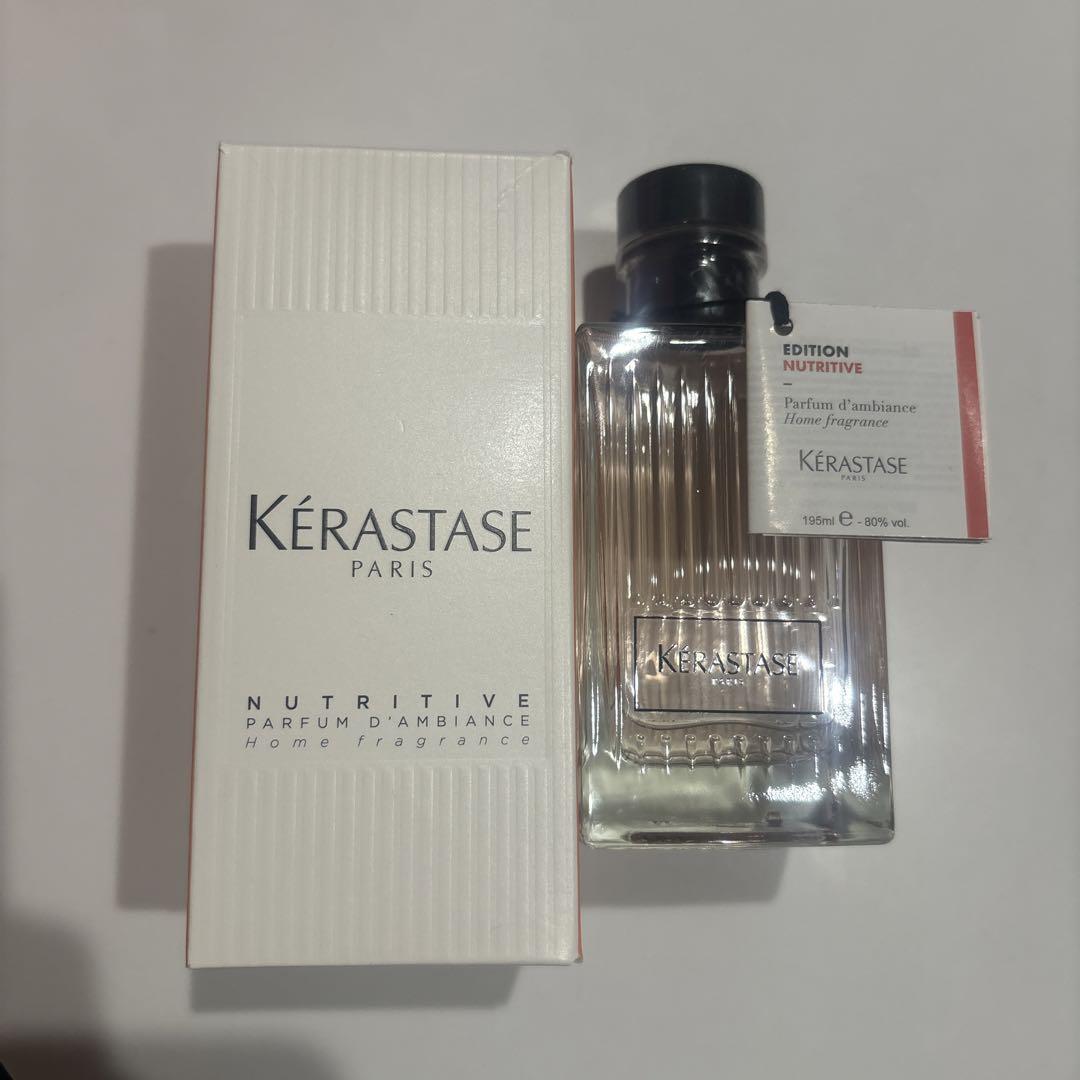 KÉRASTASE
PARIS
NUTRITIVE
PARFUM D'AMBIANCE
Home fragrance
EDITION
NUTRITIVE
–
Parfum d'ambiance
Home fragrance
KÉRASTASE
PARIS
195ml ℮ - 80% vol.
KÉRASTASE
PARIS